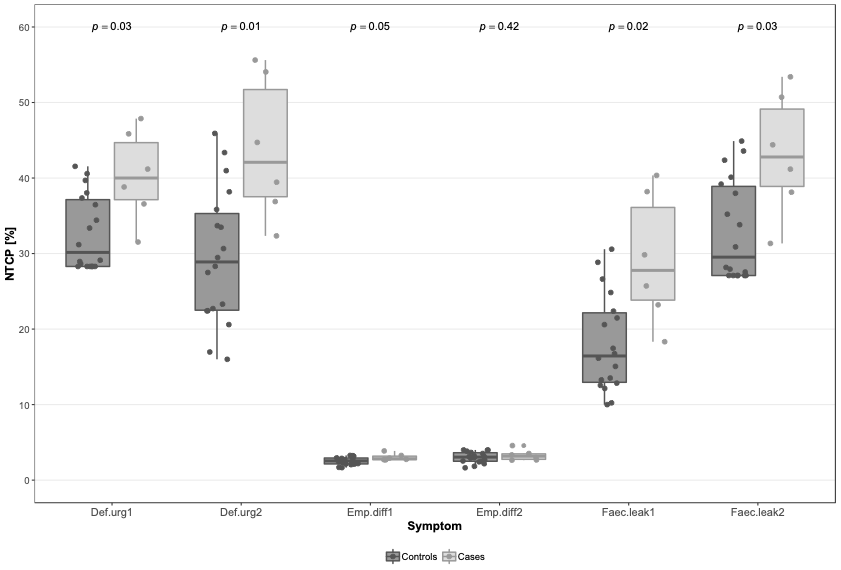 p = 0.03 p = 0.01 p = 0.05 p = 0.42 p = 0.02 p = 0.03
60
50
40
30
20
10
0
NTCP [%]
Def.urg1 Def.urg2 Emp.diff1 Emp.diff2 Faec.leak1 Faec.leak2
Symptom
Controls Cases